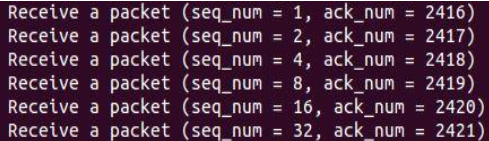 Receive a packet (seq_num = 1, ack_num = 2416)
Receive a packet (seq_num = 2, ack_num = 2417)
Receive a packet (seq_num = 4, ack_num = 2418)
Receive a packet (seq_num = 8, ack_num = 2419)
Receive a packet (seq_num = 16, ack_num = 2420)
Receive a packet (seq_num = 32, ack_num = 2421)